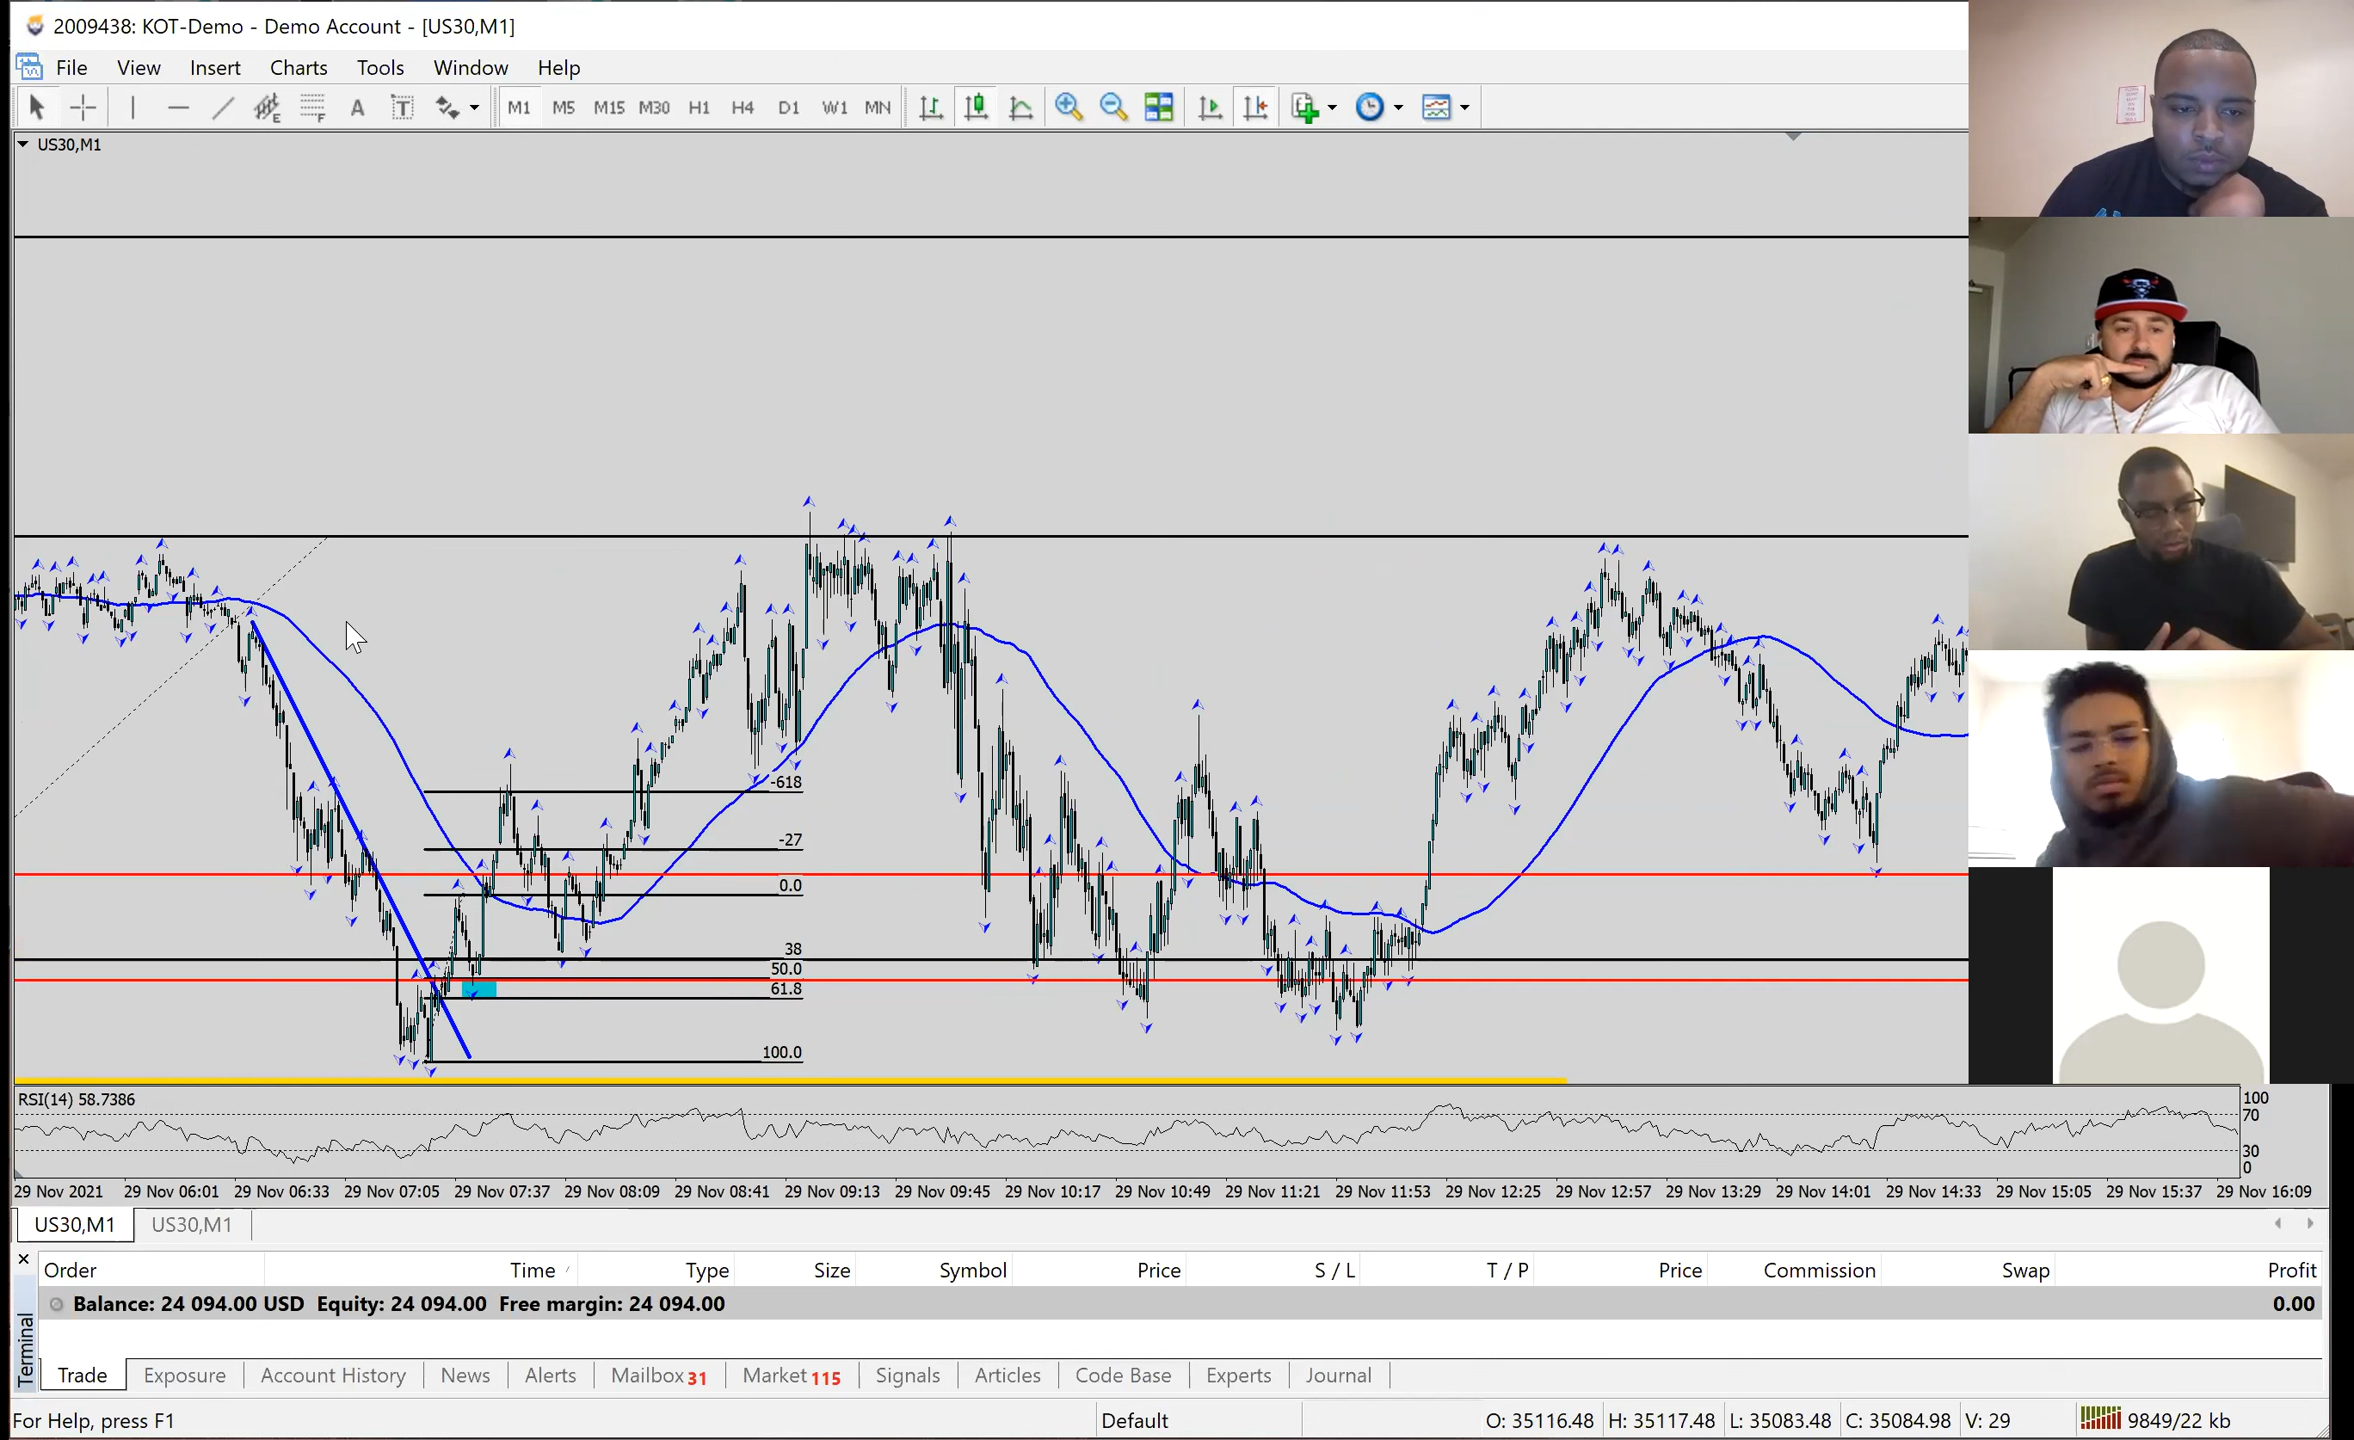 2009438: KOT-Demo - Demo Account - [US30,M1]
File View Insert Charts Tools Window Help
A T M1 M5 M15 M30 H1 H4 D1 W1 MN
US30,M1
-618
-27
0.0
38
50.0
61.8
100.0
RSI(14) 58.7386
100
70
30
0
29 Nov 2021 29 Nov 06:01 29 Nov 06:33 29 Nov 07:05 29 Nov 07:37 29 Nov 08:09 29 Nov 08:41 29 Nov 09:13 29 Nov 09:45 29 Nov 10:17 29 Nov 10:49 29 Nov 11:21 29 Nov 11:53 29 Nov 12:25 29 Nov 12:57 29 Nov 13:29 29 Nov 14:01 29 Nov 14:33 29 Nov 15:05 29 Nov 15:37 29 Nov 16:09
US30,M1 US30,M1
Order Time Type Size Symbol Price S / L T / P Price Commission Swap Profit
Balance: 24 094.00 USD Equity: 24 094.00 Free margin: 24 094.00 0.00
Terminal
Trade Exposure Account History News Alerts Mailbox 31 Market 115 Signals Articles Code Base Experts Journal
For Help, press F1 Default O: 35116.48 H: 35117.48 L: 35083.48 C: 35084.98 V: 29 9849/22 kb